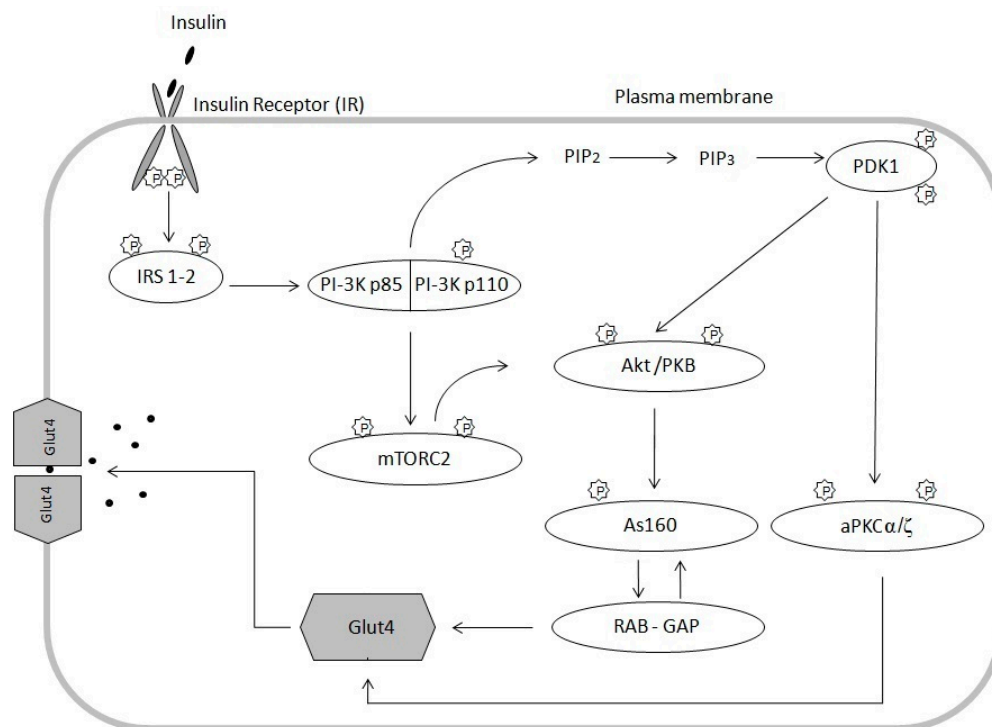 Insulin
Insulin Receptor (IR)
Plasma membrane
P P
P
PIP2
PIP3
PDK1
P
P P
IRS 1-2
P
PI-3K p85 PI-3K p110
P P
Akt /PKB
Glut4
Glut4
P P
mTORC2
P
As160
P P
aPKCα/ζ
Glut4
RAB - GAP